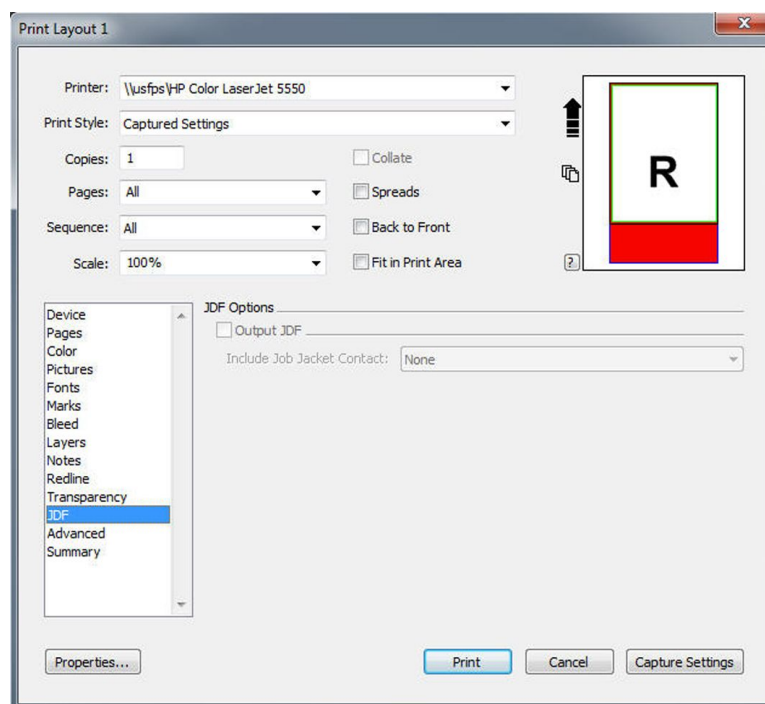 Print Layout 1
X
Printer: \\usfps\HP Color LaserJet 5550
Print Style: Captured Settings
Copies: 1
Collate
Pages: All
Spreads
Sequence: All
Back to Front
Scale: 100%
Fit in Print Area
R
?
Device
Pages
Color
Pictures
Fonts
Marks
Bleed
Layers
Notes
Redline
Transparency
JDF
Advanced
Summary
JDF Options
Output JDF
Include Job Jacket Contact: None
Properties...
Print
Cancel
Capture Settings